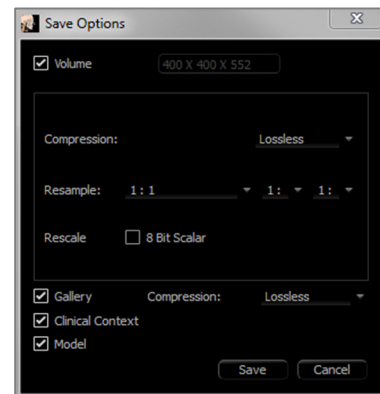 Save Options
Volume 400 X 400 X 552
Compression: Lossless
Resample: 1 : 1 1 : 1 :
Rescale 8 Bit Scalar
Gallery Compression: Lossless
Clinical Context
Model
Save Cancel